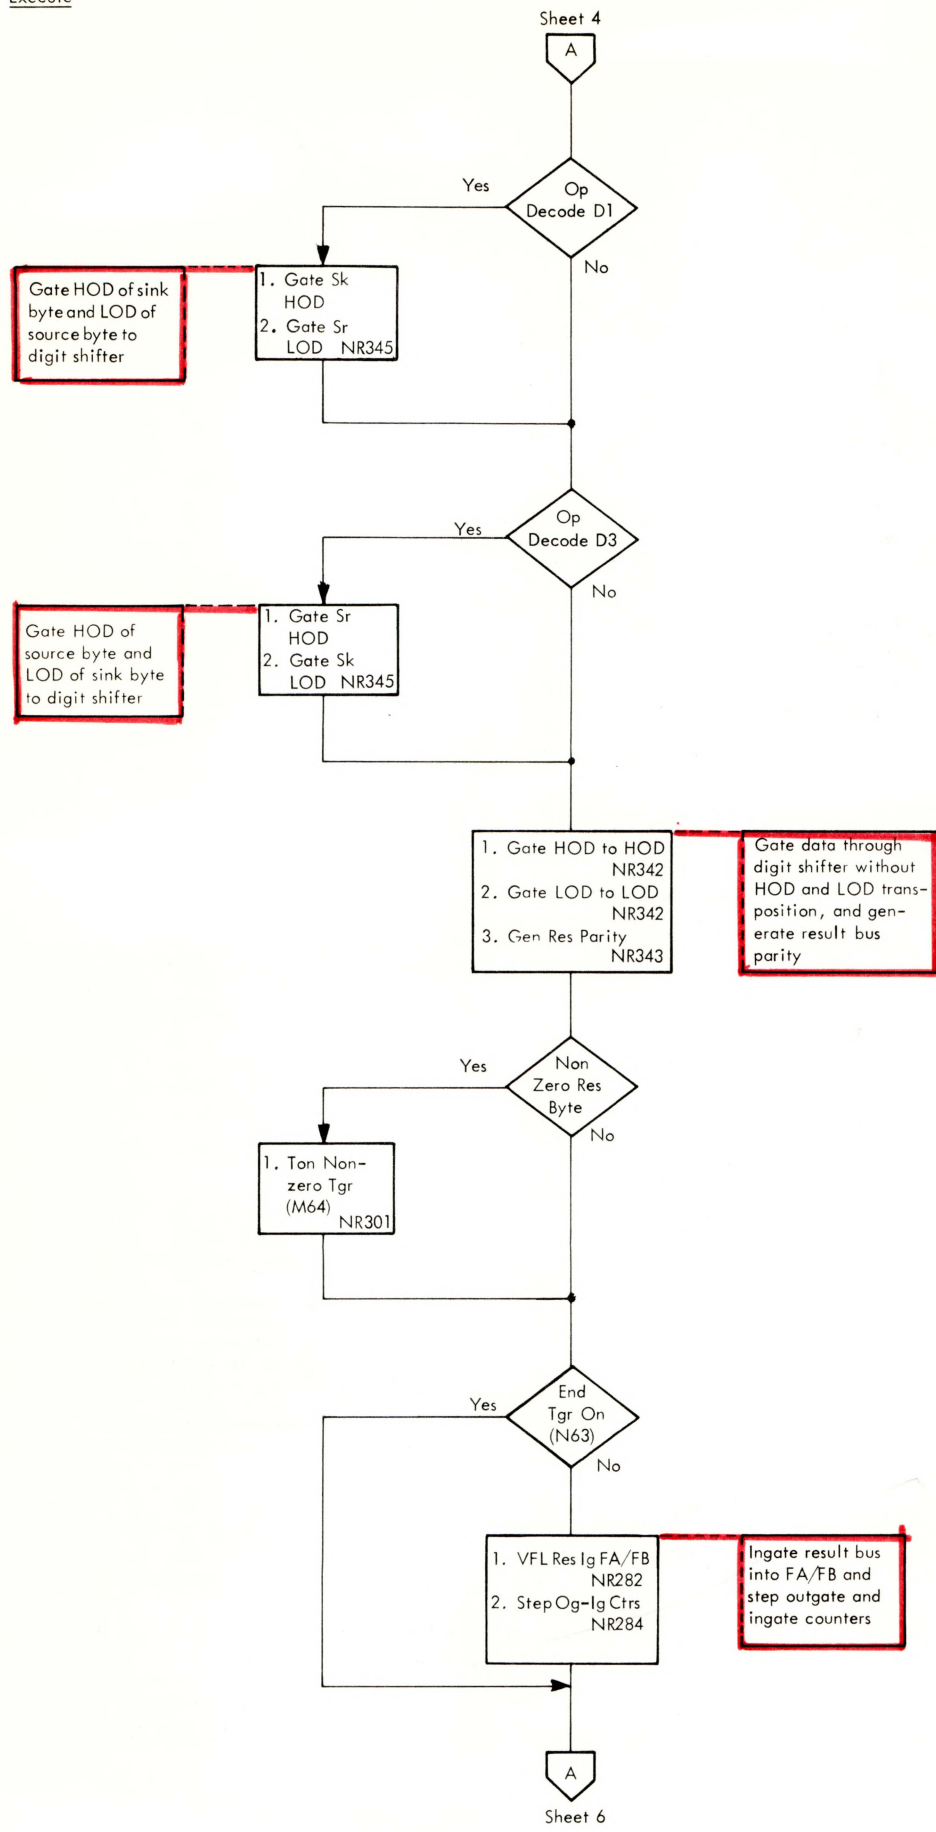 Execute
Sheet 4
A
Yes
Op
Decode D1
No
Gate HOD of sink
byte and LOD of
source byte to
digit shifter
1. Gate Sk
HOD
2. Gate Sr
LOD NR345
Yes
Op
Decode D3
No
Gate HOD of
source byte and
LOD of sink byte
to digit shifter
1. Gate Sr
HOD
2. Gate Sk
LOD NR345
1. Gate HOD to HOD
NR342
2. Gate LOD to LOD
NR342
3. Gen Res Parity
NR343
Gate data through
digit shifter without
HOD and LOD trans-
position, and gen-
erate result bus
parity
Yes
Non
Zero Res
Byte
No
1. Ton Non-
zero Tgr
(M64)
NR301
Yes
End
Tgr On
(N63)
No
1. VFL Res Ig FA/FB
NR282
2. Step Og-Ig Ctrs
NR284
Ingate result bus
into FA/FB and
step outgate and
ingate counters
A
Sheet 6